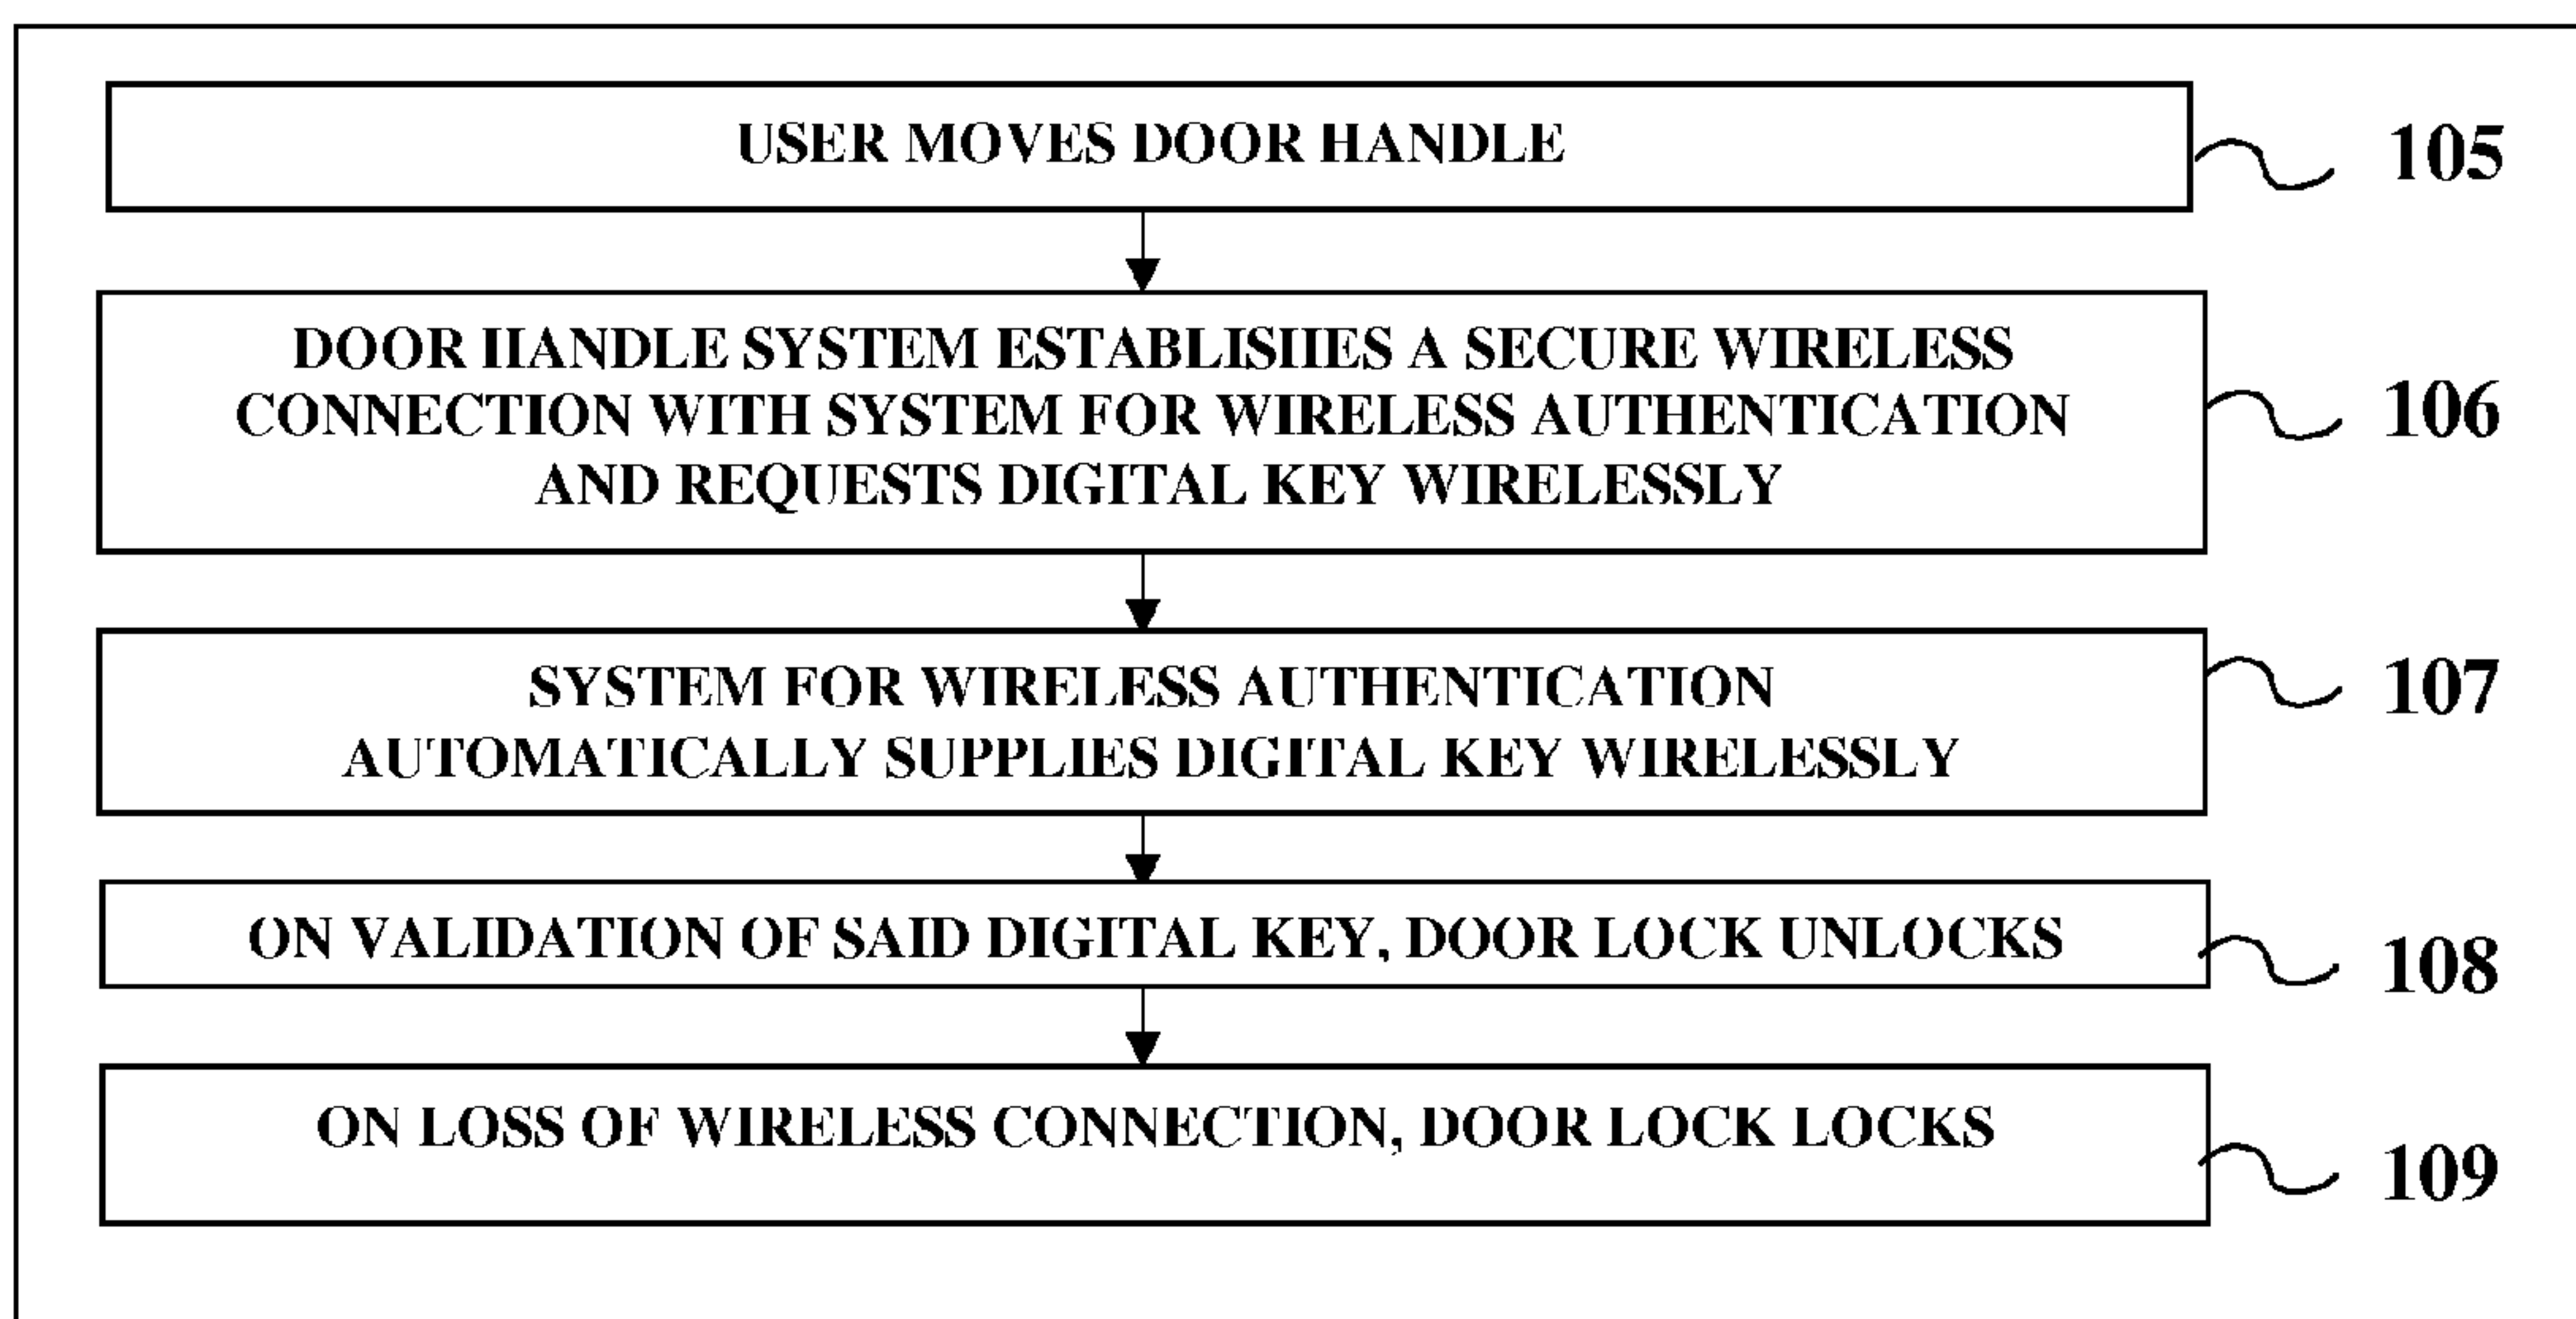 USER MOVES DOOR HANDLE
105
DOOR HANDLE SYSTEM ESTABLISHES A SECURE WIRELESS
CONNECTION WITH SYSTEM FOR WIRELESS AUTHENTICATION
AND REQUESTS DIGITAL KEY WIRELESSLY
106
SYSTEM FOR WIRELESS AUTHENTICATION
AUTOMATICALLY SUPPLIES DIGITAL KEY WIRELESSLY
107
ON VALIDATION OF SAID DIGITAL KEY, DOOR LOCK UNLOCKS
108
ON LOSS OF WIRELESS CONNECTION, DOOR LOCK LOCKS
109